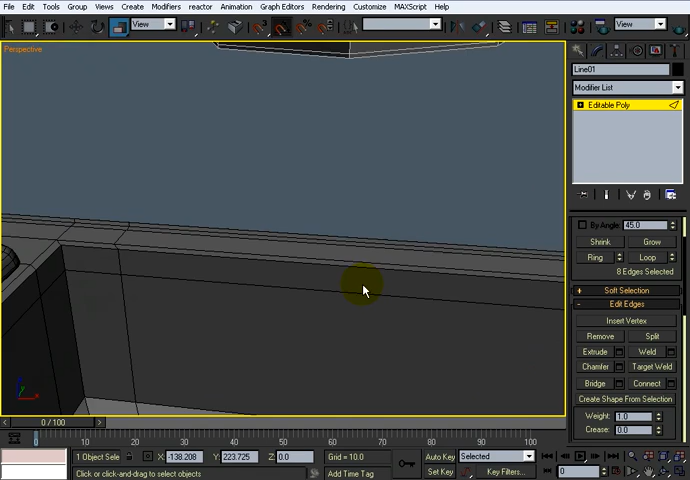 File Edit Tools Group Views Create Modifiers reactor Animation Graph Editors Rendering Customize MAXScript Help
View View
Perspective
Line01
Modifier List
Editable Poly
By Angle: 45.0
Shrink Grow
Ring Loop
8 Edges Selected
+ Soft Selection
- Edit Edges
Insert Vertex
Remove Split
Extrude Weld
Chamfer Target Weld
Bridge Connect
Create Shape From Selection
Weight: 1.0
Crease: 0.0
0 / 100
0 10 20 30 40 50 60 70 80 90 100
1 Object Sele X: -138.208 Y: 223.725 Z: 0.0 Grid = 10.0 Auto Key Selected
Click or click-and-drag to select objects Add Time Tag Set Key Key Filters... 0